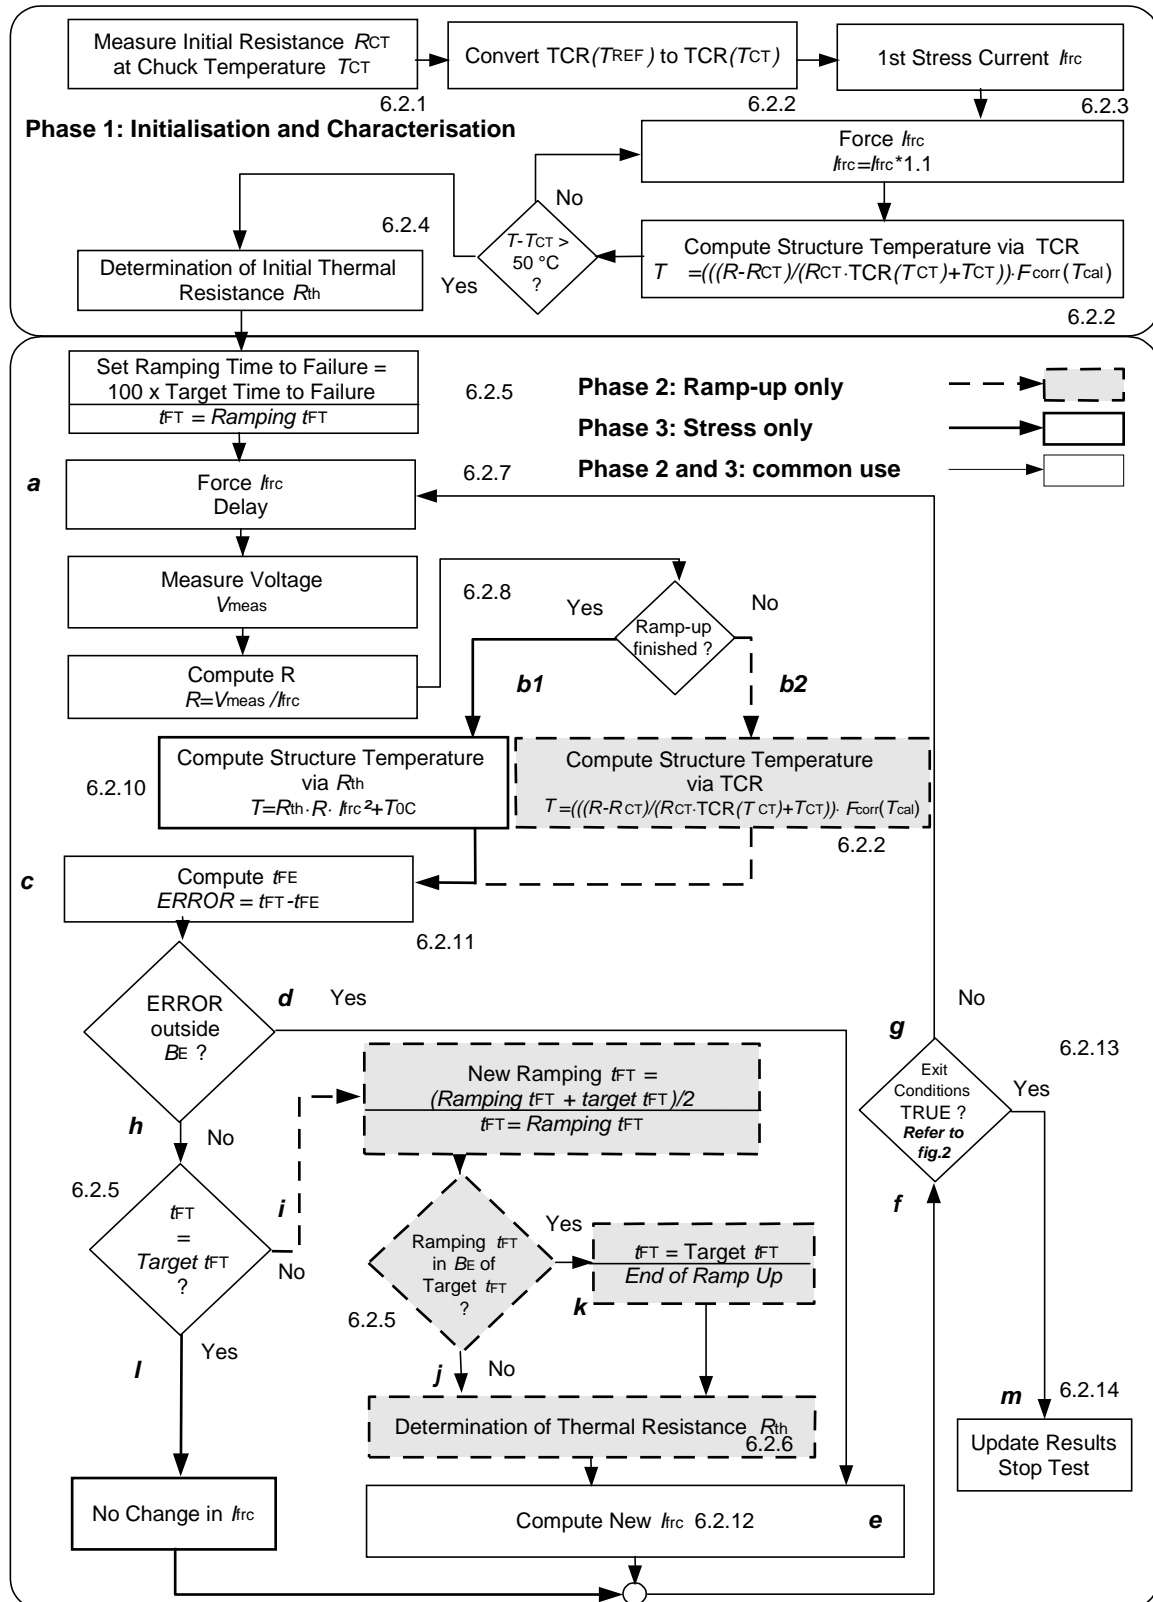 Measure Initial Resistance RCT
at Chuck Temperature TCT
6.2.1
Convert TCR(TREF) to TCR(TCT)
6.2.2
1st Stress Current Ifrc
6.2.3
Phase 1: Initialisation and Characterisation
Force Ifrc
Ifrc=Ifrc*1.1
No
T-TCT >
50 °C
?
Yes
6.2.4
Compute Structure Temperature via TCR
T =(((R-RCT)/(RCT·TCR(TCT)+TCT))·Fcorr(Tcal)
6.2.2
Determination of Initial Thermal
Resistance Rth
Set Ramping Time to Failure =
100 x Target Time to Failure
tFT = Ramping tFT
6.2.5
Phase 2: Ramp-up only
Phase 3: Stress only
Phase 2 and 3: common use
a
Force Ifrc
Delay
6.2.7
Measure Voltage
Vmeas
6.2.8
Compute R
R=Vmeas/Ifrc
Yes
No
Ramp-up
finished ?
b1
b2
6.2.10
Compute Structure Temperature
via Rth
T=Rth·R· Ifrc²+T0C
Compute Structure Temperature
via TCR
T =(((R-RCT)/(RCT·TCR(TCT)+TCT))· Fcorr(Tcal)
6.2.2
c
Compute tFE
ERROR = tFT-tFE
6.2.11
ERROR
outside
BE ?
d
Yes
h
No
New Ramping tFT =
(Ramping tFT + target tFT)/2
tFT = Ramping tFT
6.2.5
tFT
=
Target tFT
?
i
No
Ramping tFT
in BE of
Target tFT
?
6.2.5
Yes
tFT = Target tFT
End of Ramp Up
k
l
Yes
j
No
Determination of Thermal Resistance Rth
6.2.6
No Change in Ifrc
Compute New Ifrc 6.2.12
e
No
g
6.2.13
Exit
Conditions
TRUE ?
Refer to
fig.2
Yes
f
m
6.2.14
Update Results
Stop Test